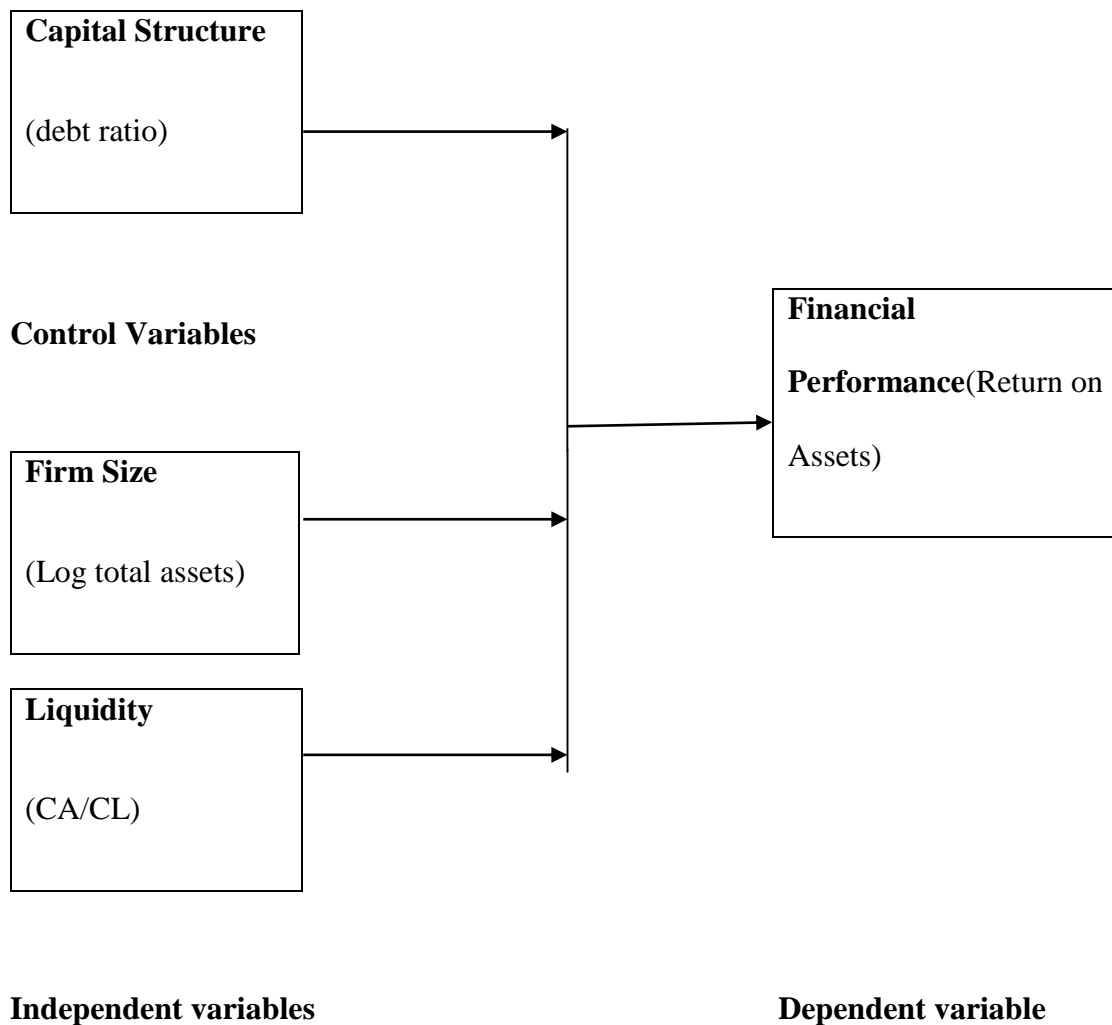 Capital Structure
(debt ratio)
Control Variables
Firm Size
(Log total assets)
Liquidity
(CA/CL)
Financial
Performance(Return on
Assets)
Independent variables
Dependent variable